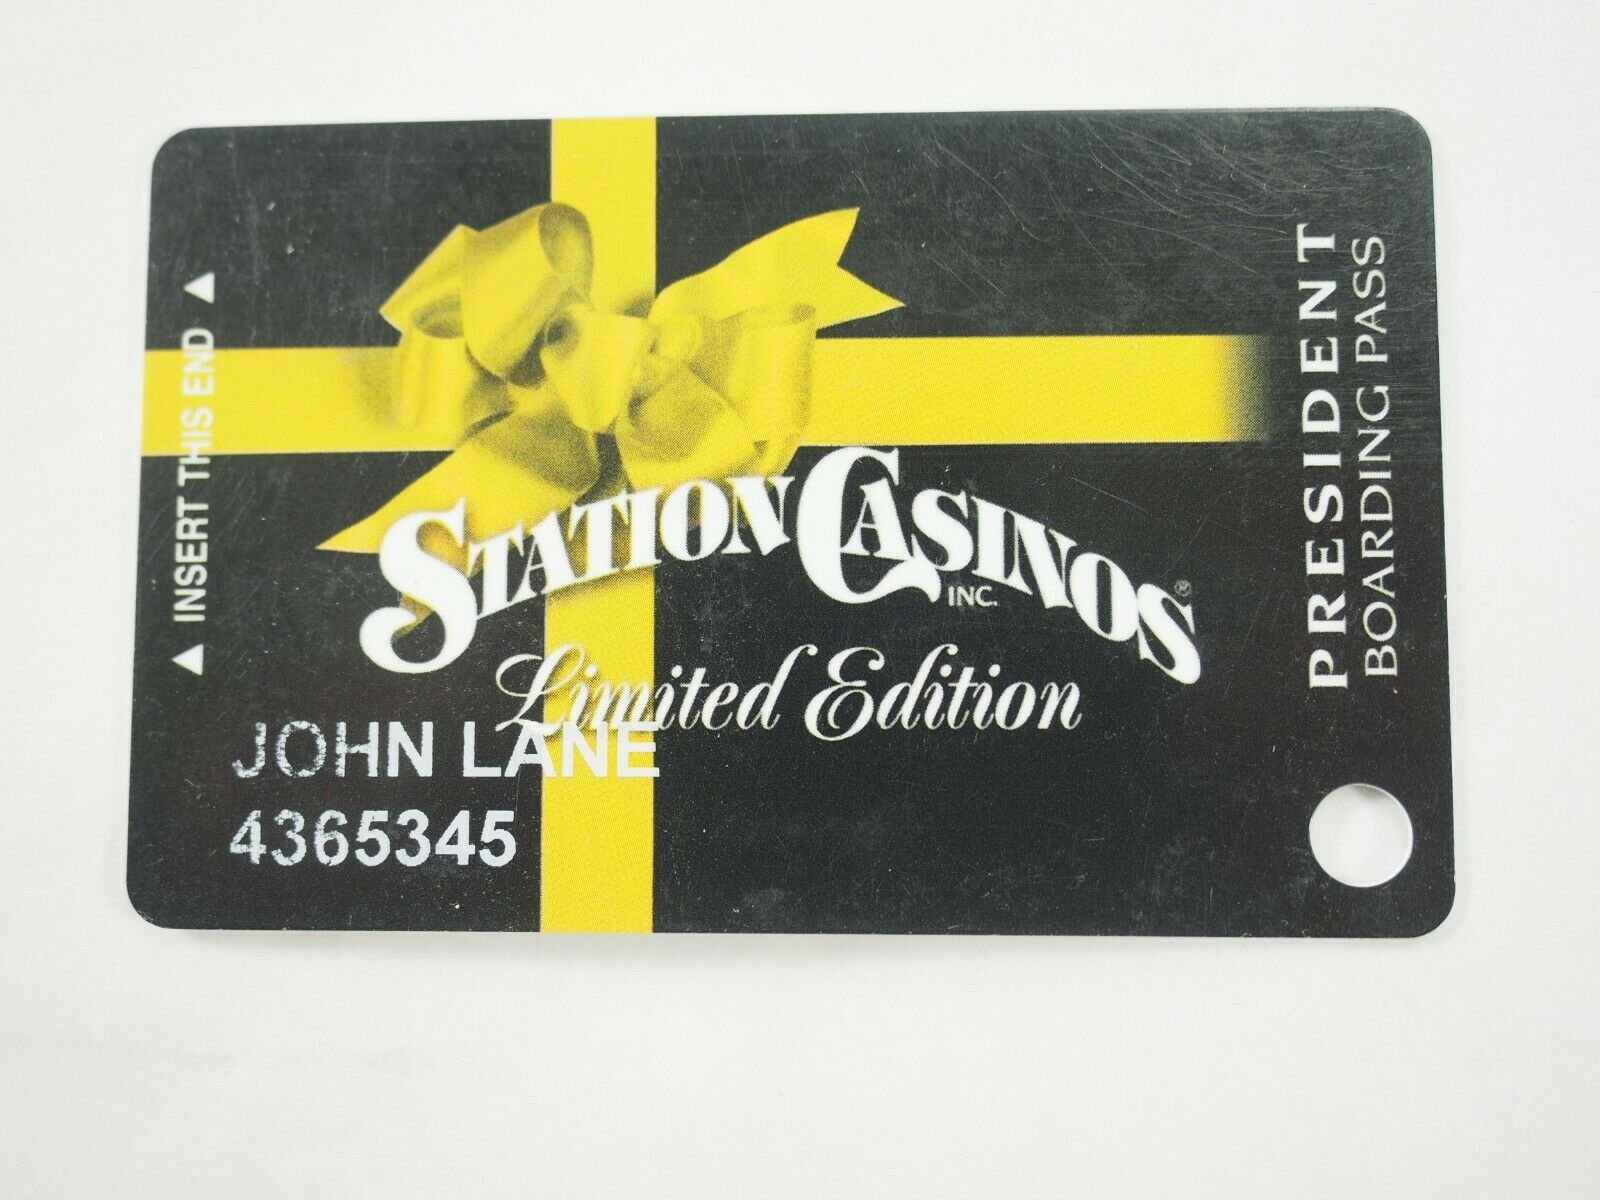 ▲ INSERT THIS END ▲
STATION CASINOS ®
INC.
Limited Edition
JOHN LANE
4365345
PRESIDENT
BOARDING PASS